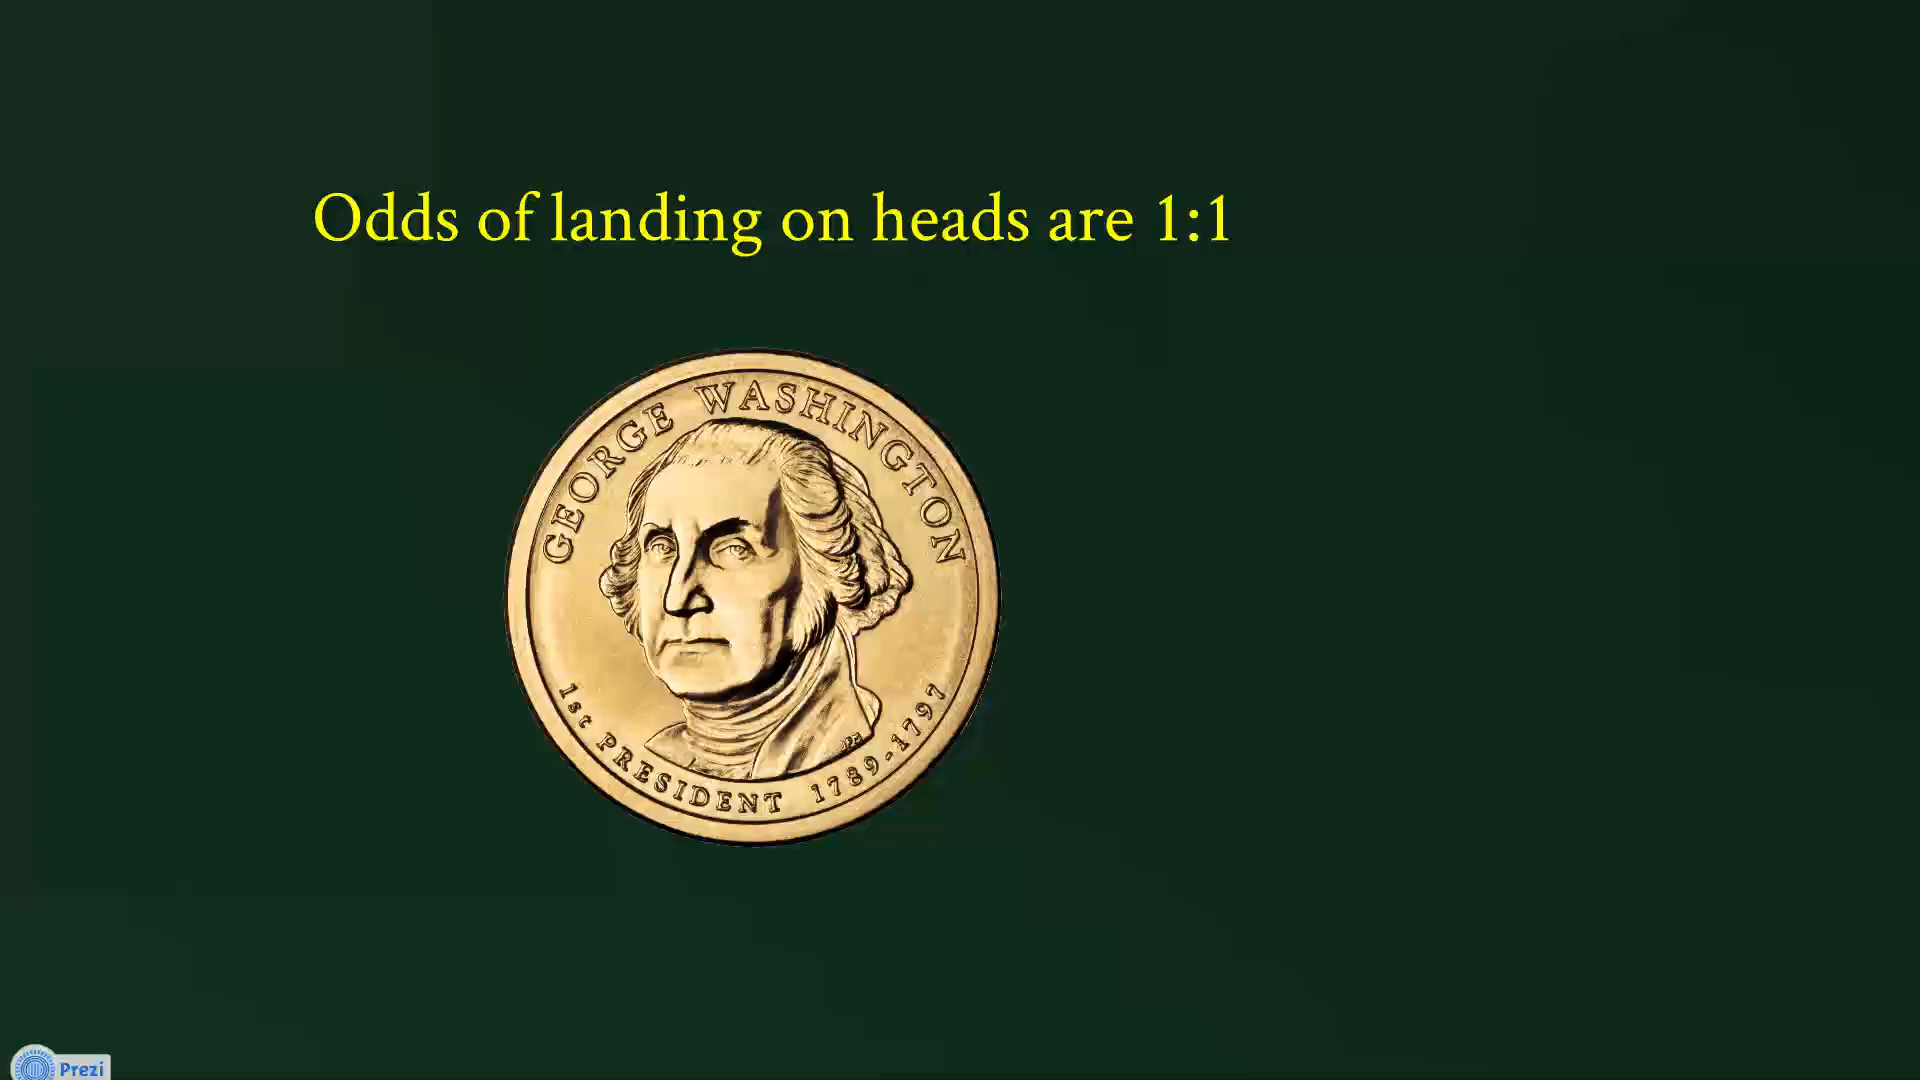 Odds of landing on heads are 1:1
GEORGE WASHINGTON
1st PRESIDENT 1789-1797
Prezi